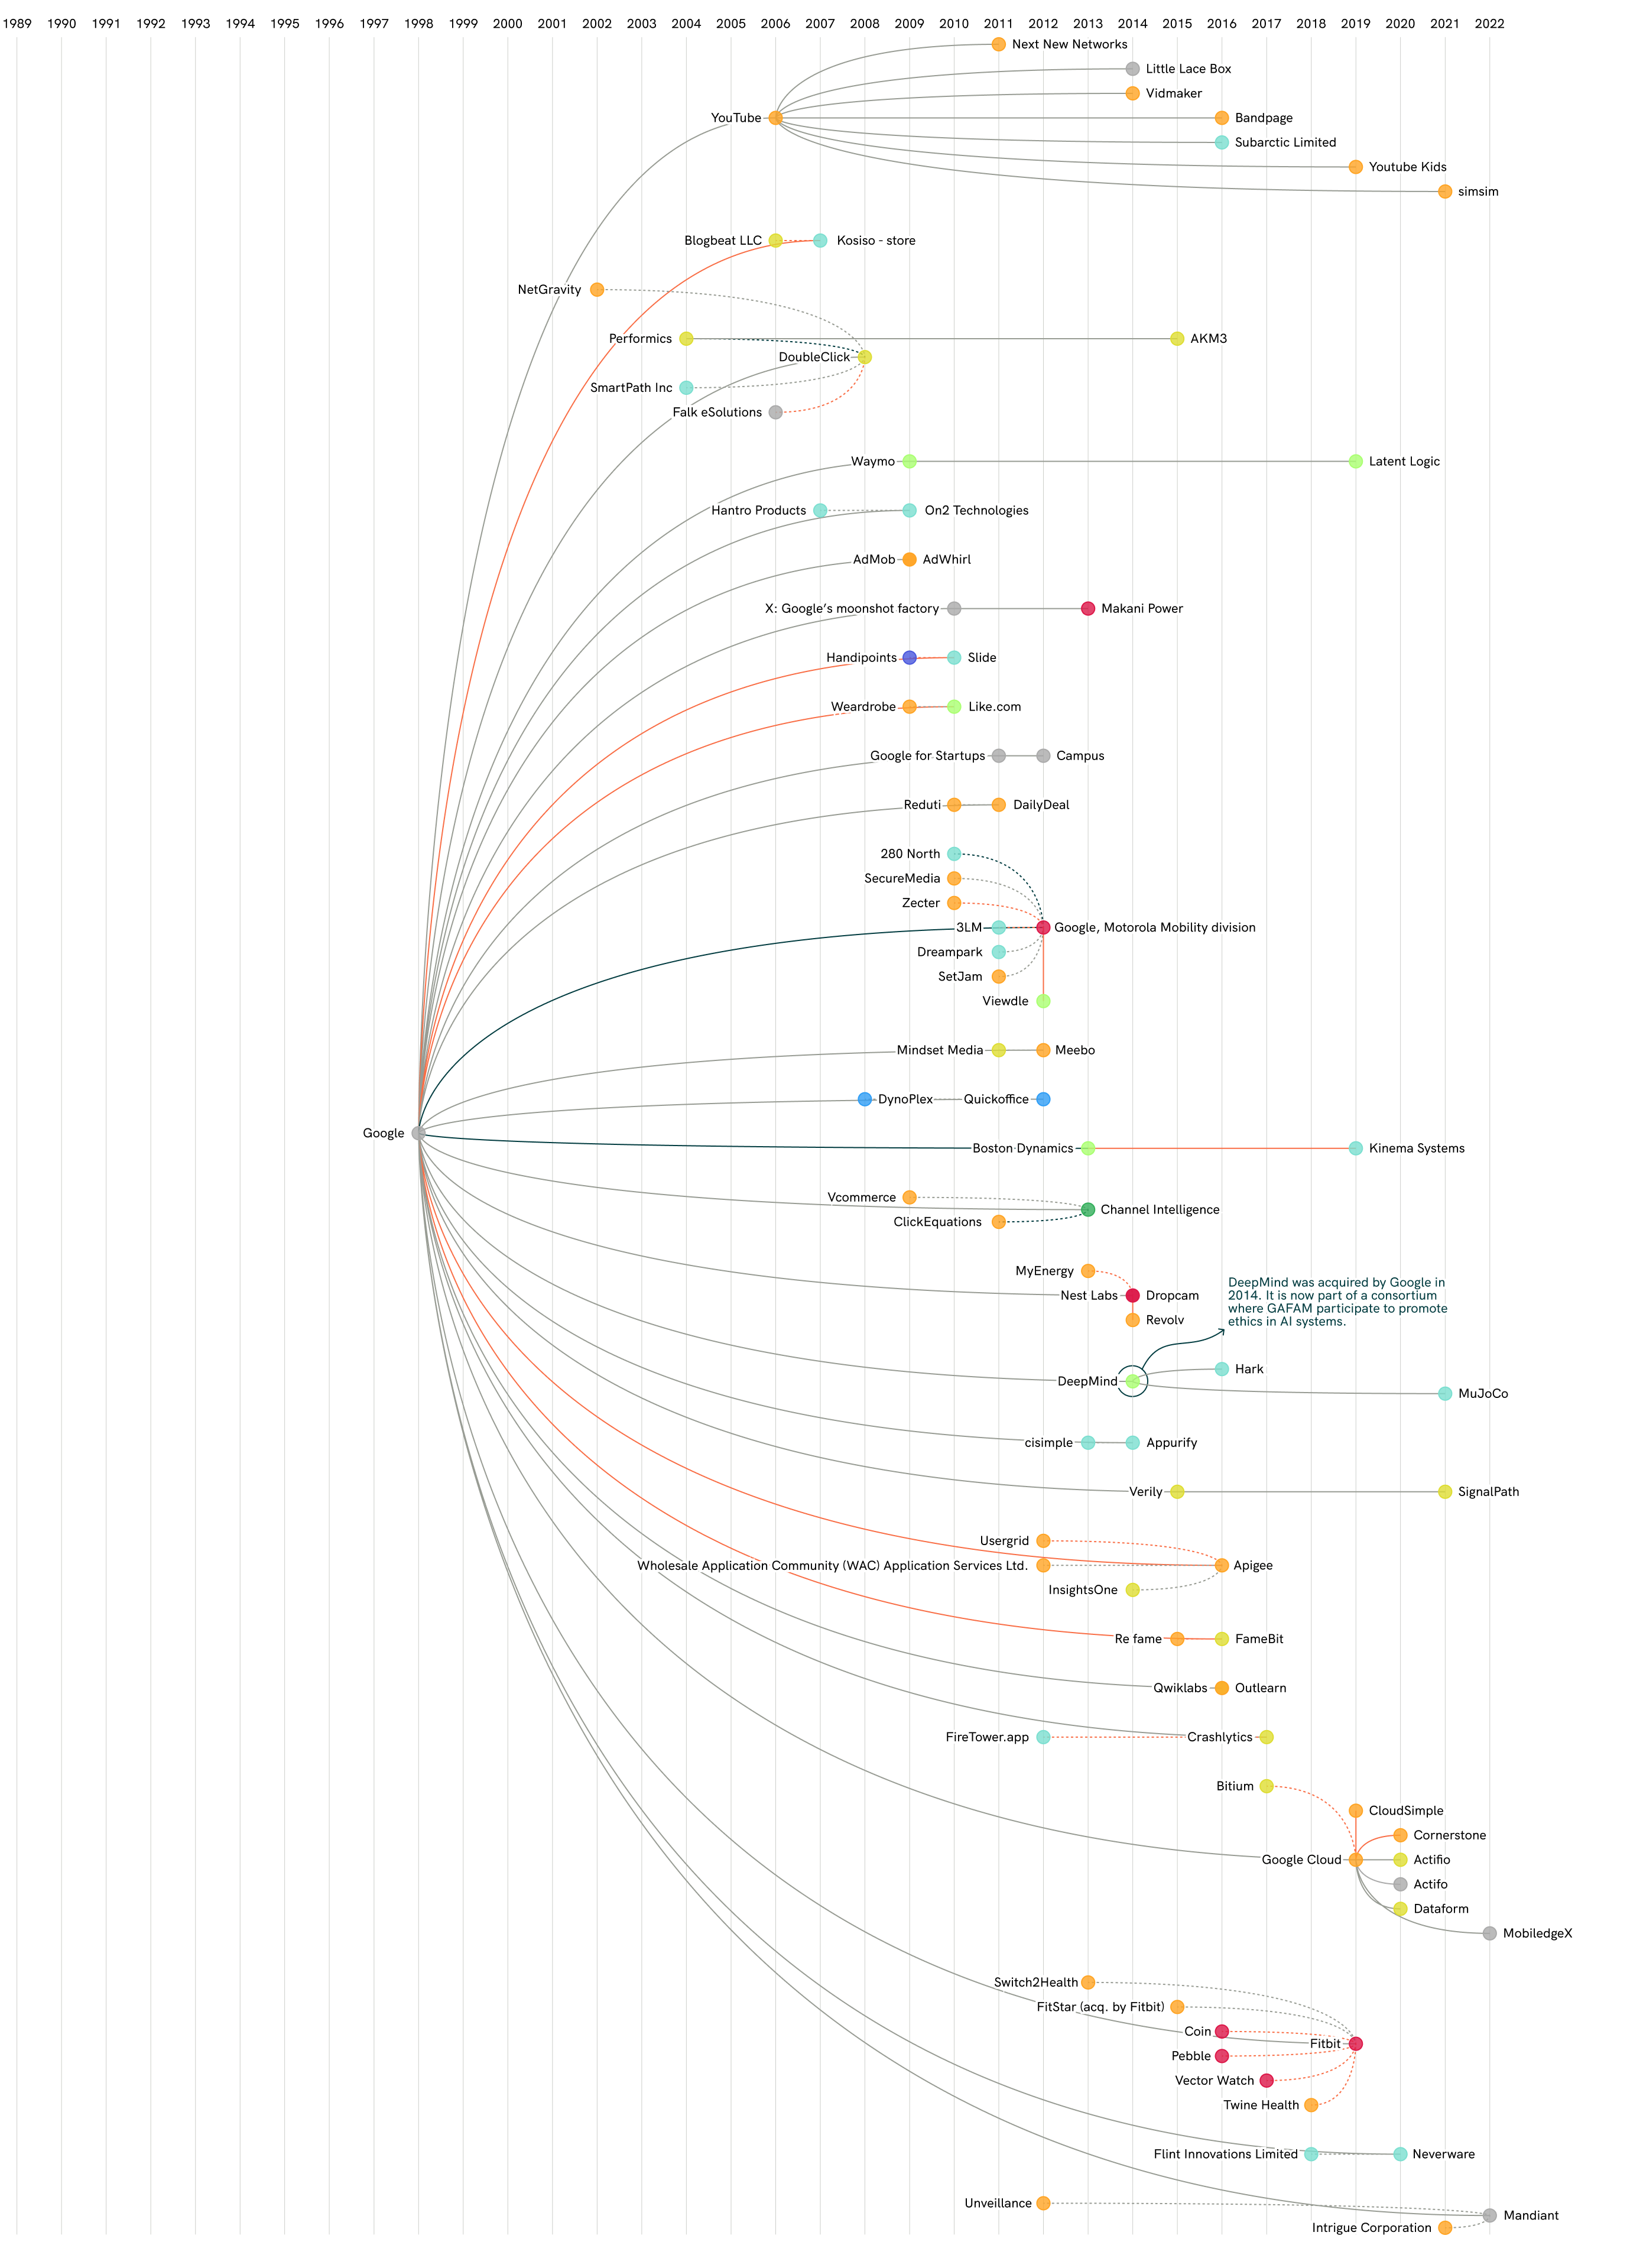 1989 1990 1991 1992 1993 1994 1995 1996 1997 1998 1999 2000 2001 2002 2003 2004 2005 2006 2007 2008 2009 2010 2011 2012 2013 2014 2015 2016 2017 2018 2019 2020 2021 2022
Next New Networks
Little Lace Box
Vidmaker
YouTube Bandpage
Subarctic Limited
Youtube Kids
simsim
Blogbeat LLC Kosiso - store
NetGravity
Performics AKM3
DoubleClick
SmartPath Inc
Falk eSolutions
Waymo Latent Logic
Hantro Products On2 Technologies
AdMob AdWhirl
X: Google's moonshot factory Makani Power
Handipoints Slide
Weardrobe Like.com
Google for Startups Campus
Reduti DailyDeal
280 North
SecureMedia
Zecter
3LM Google, Motorola Mobility division
Dreampark
SetJam
Viewdle
Mindset Media Meebo
DynoPlex Quickoffice
Google
Boston Dynamics Kinema Systems
Vcommerce
Channel Intelligence
ClickEquations
MyEnergy
DeepMind was acquired by Google in
2014. It is now part of a consortium
where GAFAM participate to promote
ethics in AI systems.
Nest Labs Dropcam
Revolv
Hark
DeepMind
MuJoCo
cisimple Appurify
Verily SignalPath
Usergrid
Wholesale Application Community (WAC) Application Services Ltd. Apigee
InsightsOne
Re fame FameBit
Qwiklabs Outlearn
FireTower.app Crashlytics
Bitium
CloudSimple
Cornerstone
Google Cloud Actifio
Actifo
Dataform
MobiledgeX
Switch2Health
FitStar (acq. by Fitbit)
Coin
Fitbit
Pebble
Vector Watch
Twine Health
Flint Innovations Limited Neverware
Unveillance
Mandiant
Intrigue Corporation